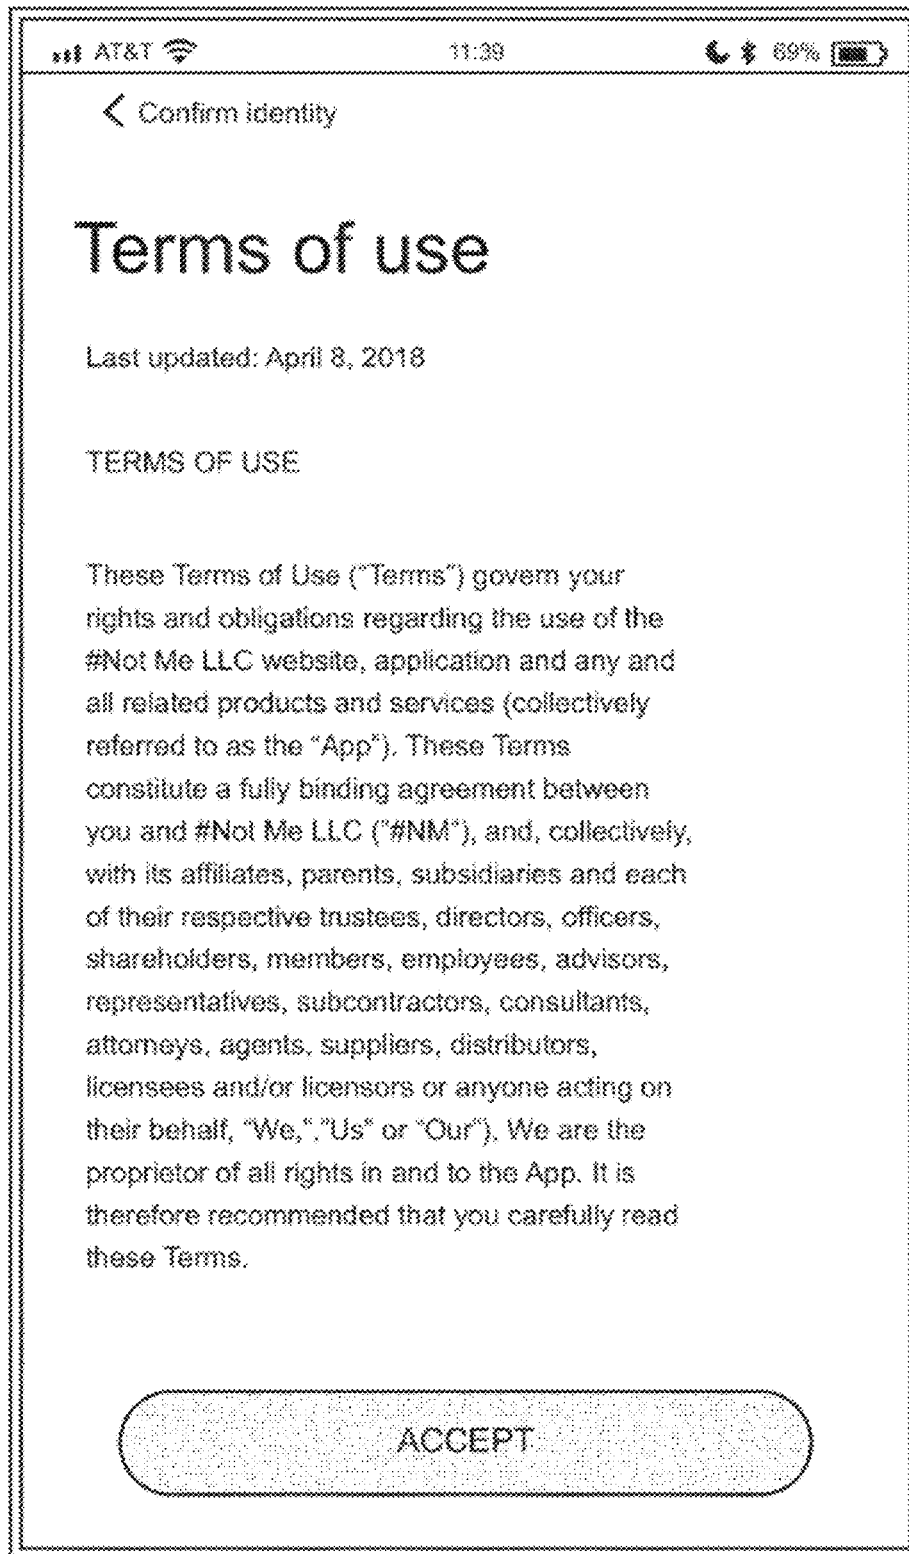 AT&T 11:39 69%
Confirm identity
Terms of use
Last updated: April 8, 2018
TERMS OF USE
These Terms of Use ("Terms") govern your
rights and obligations regarding the use of the
#Not Me LLC website, application and any and
all related products and services (collectively
referred to as the "App"). These Terms
constitute a fully binding agreement between
you and #Not Me LLC ("#NM"), and, collectively,
with its affiliates, parents, subsidiaries and each
of their respective trustees, directors, officers,
shareholders, members, employees, advisors,
representatives, subcontractors, consultants,
attorneys, agents, suppliers, distributors,
licensees and/or licensors or anyone acting on
their behalf, "We,","Us" or "Our"). We are the
proprietor of all rights in and to the App. It is
therefore recommended that you carefully read
these Terms.
ACCEPT